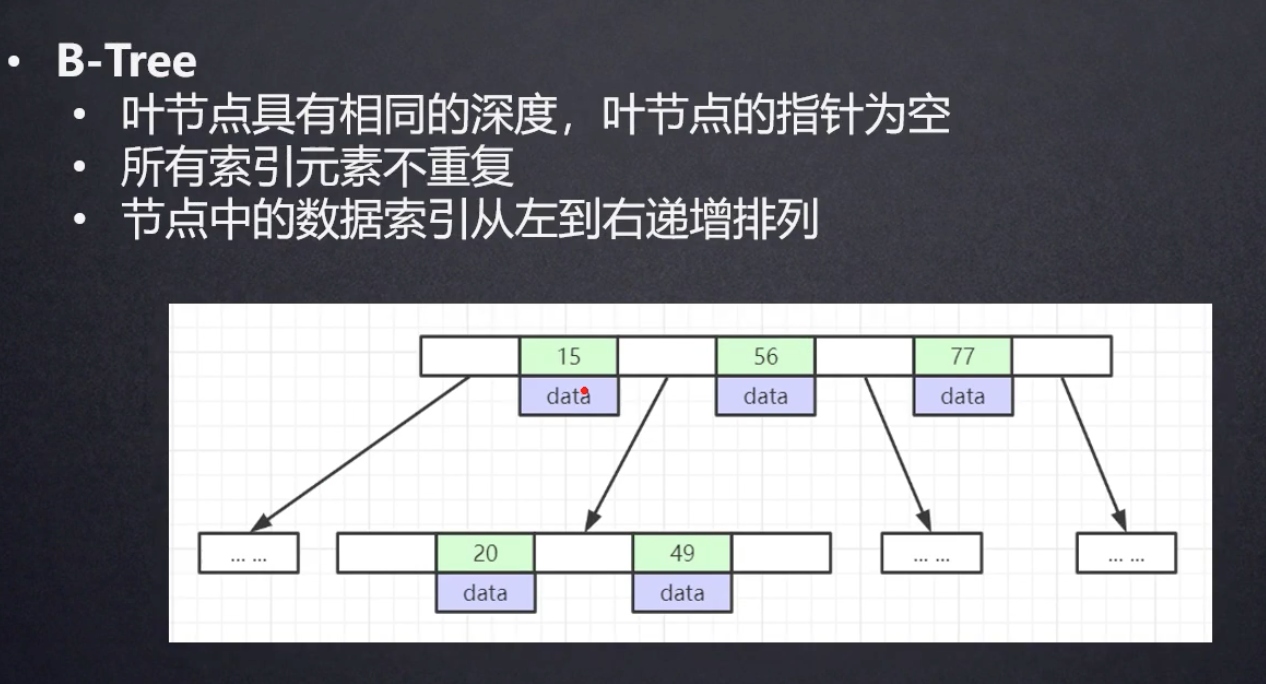 B-Tree
叶节点具有相同的深度，叶节点的指针为空
所有索引元素不重复
节点中的数据索引从左到右递增排列
15 56 77
data data data
... ... 20 49 ... ... ... ...
data data